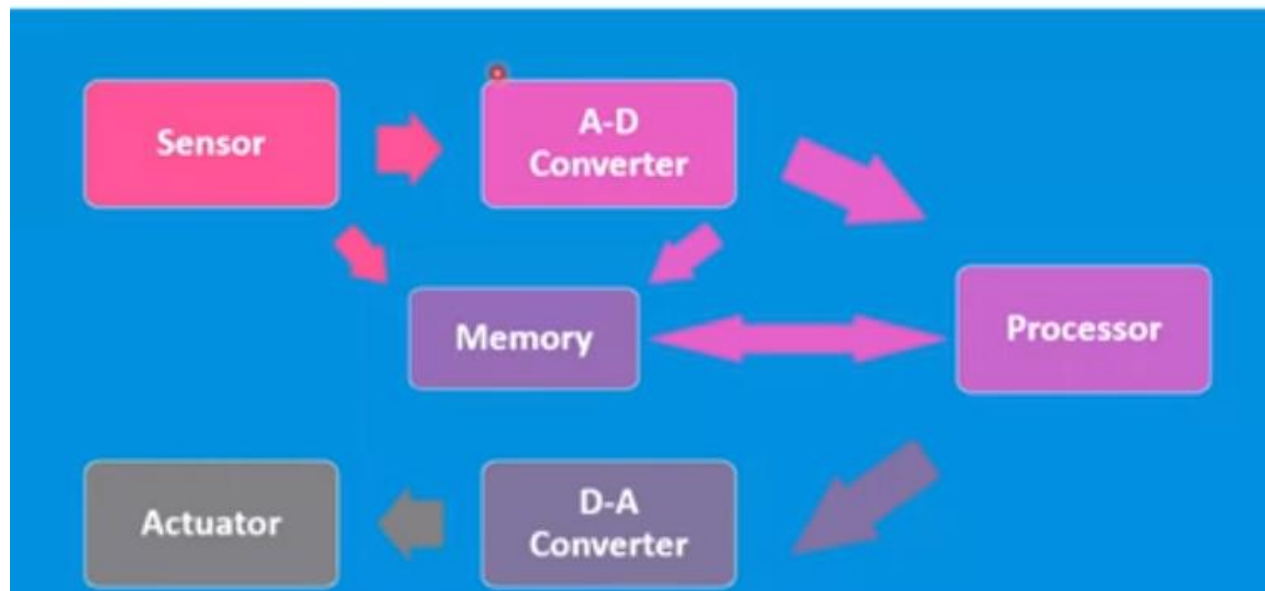 Sensor
A-D
Converter
Memory
Processor
Actuator
D-A
Converter